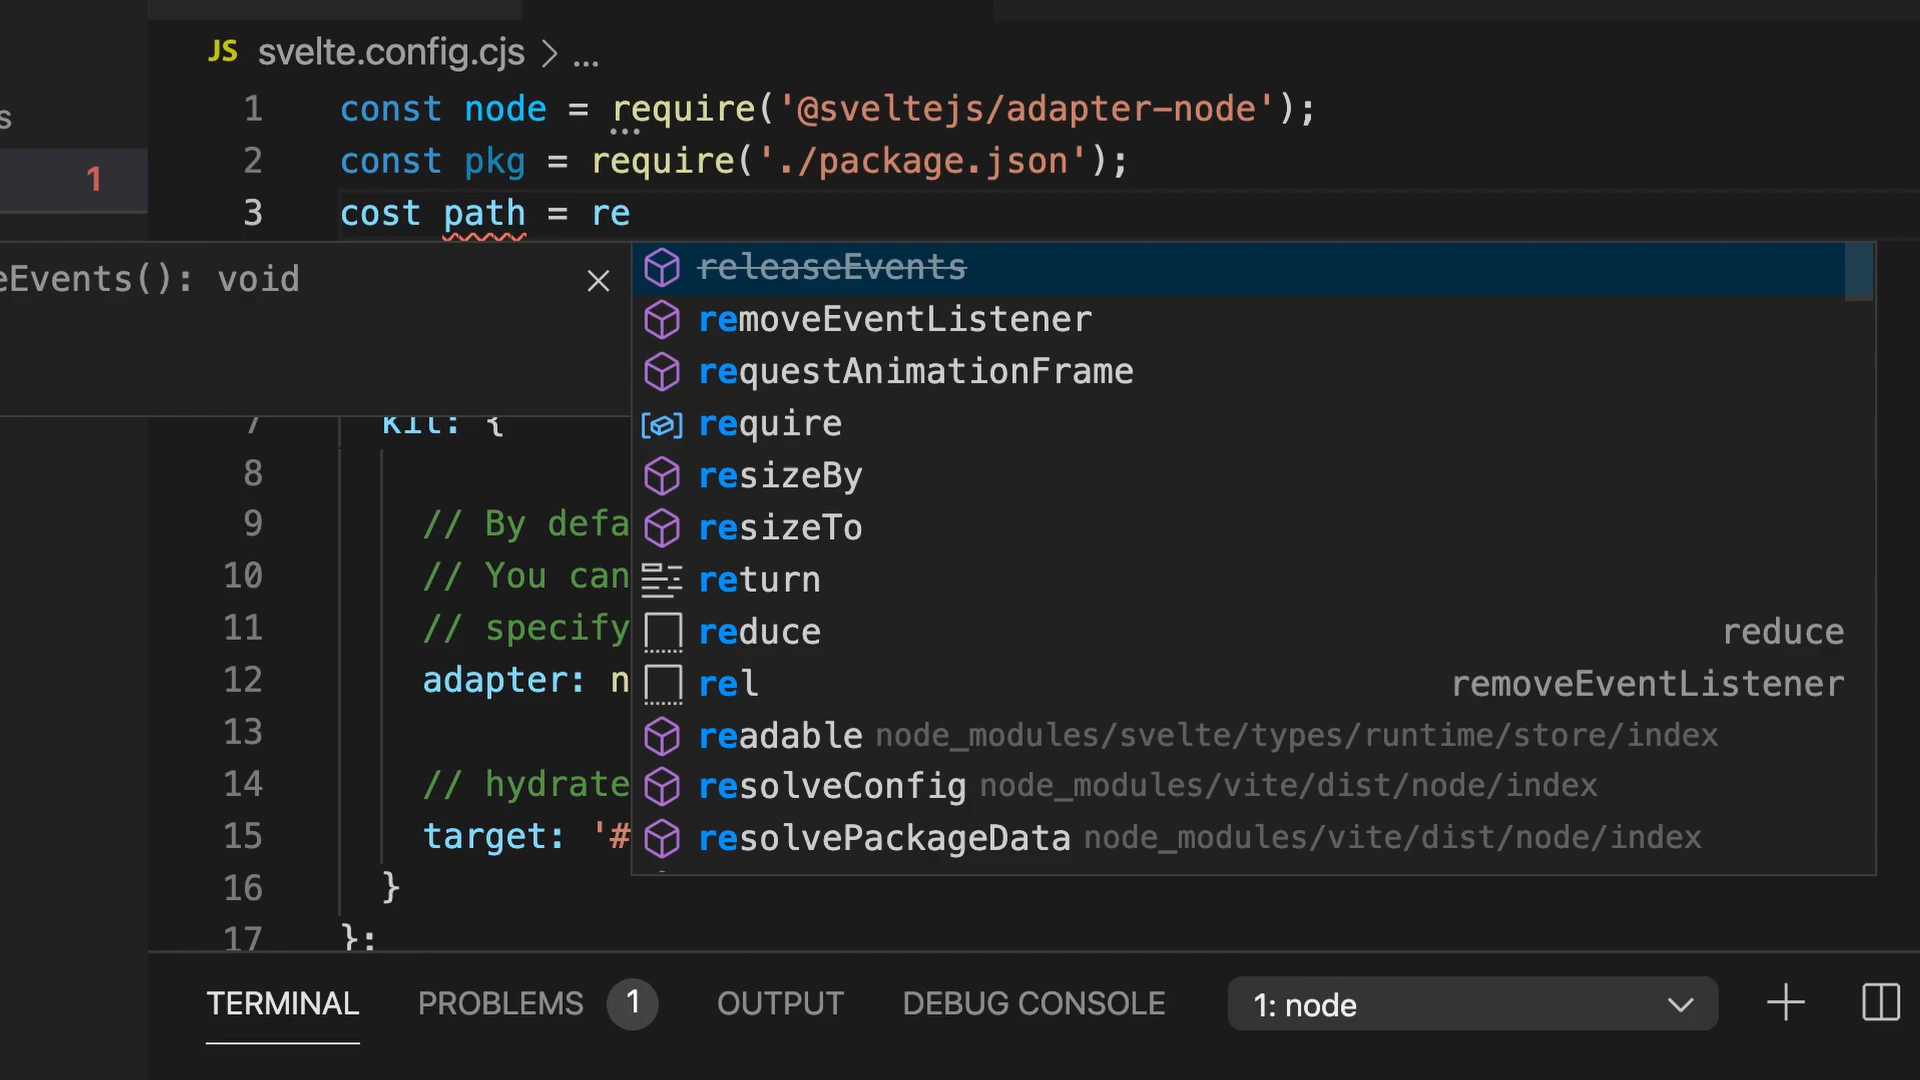 JS svelte.config.cjs > ...
s
1 const node = require('@sveltejs/adapter-node');
2 const pkg = require('./package.json');
1
3 cost path = re
eEvents(): void
releaseEvents
removeEventListener
requestAnimationFrame
require
resizeBy
resizeTo
return
reduce reduce
rel removeEventListener
readable node_modules/svelte/types/runtime/store/index
resolveConfig node_modules/vite/dist/node/index
resolvePackageData node_modules/vite/dist/node/index
7 kit: {
8
9 // By defa
10 // You can
11 // specify
12 adapter: n
13
14 // hydrate
15 target: '#
16 }
17 };
TERMINAL PROBLEMS 1 OUTPUT DEBUG CONSOLE 1: node